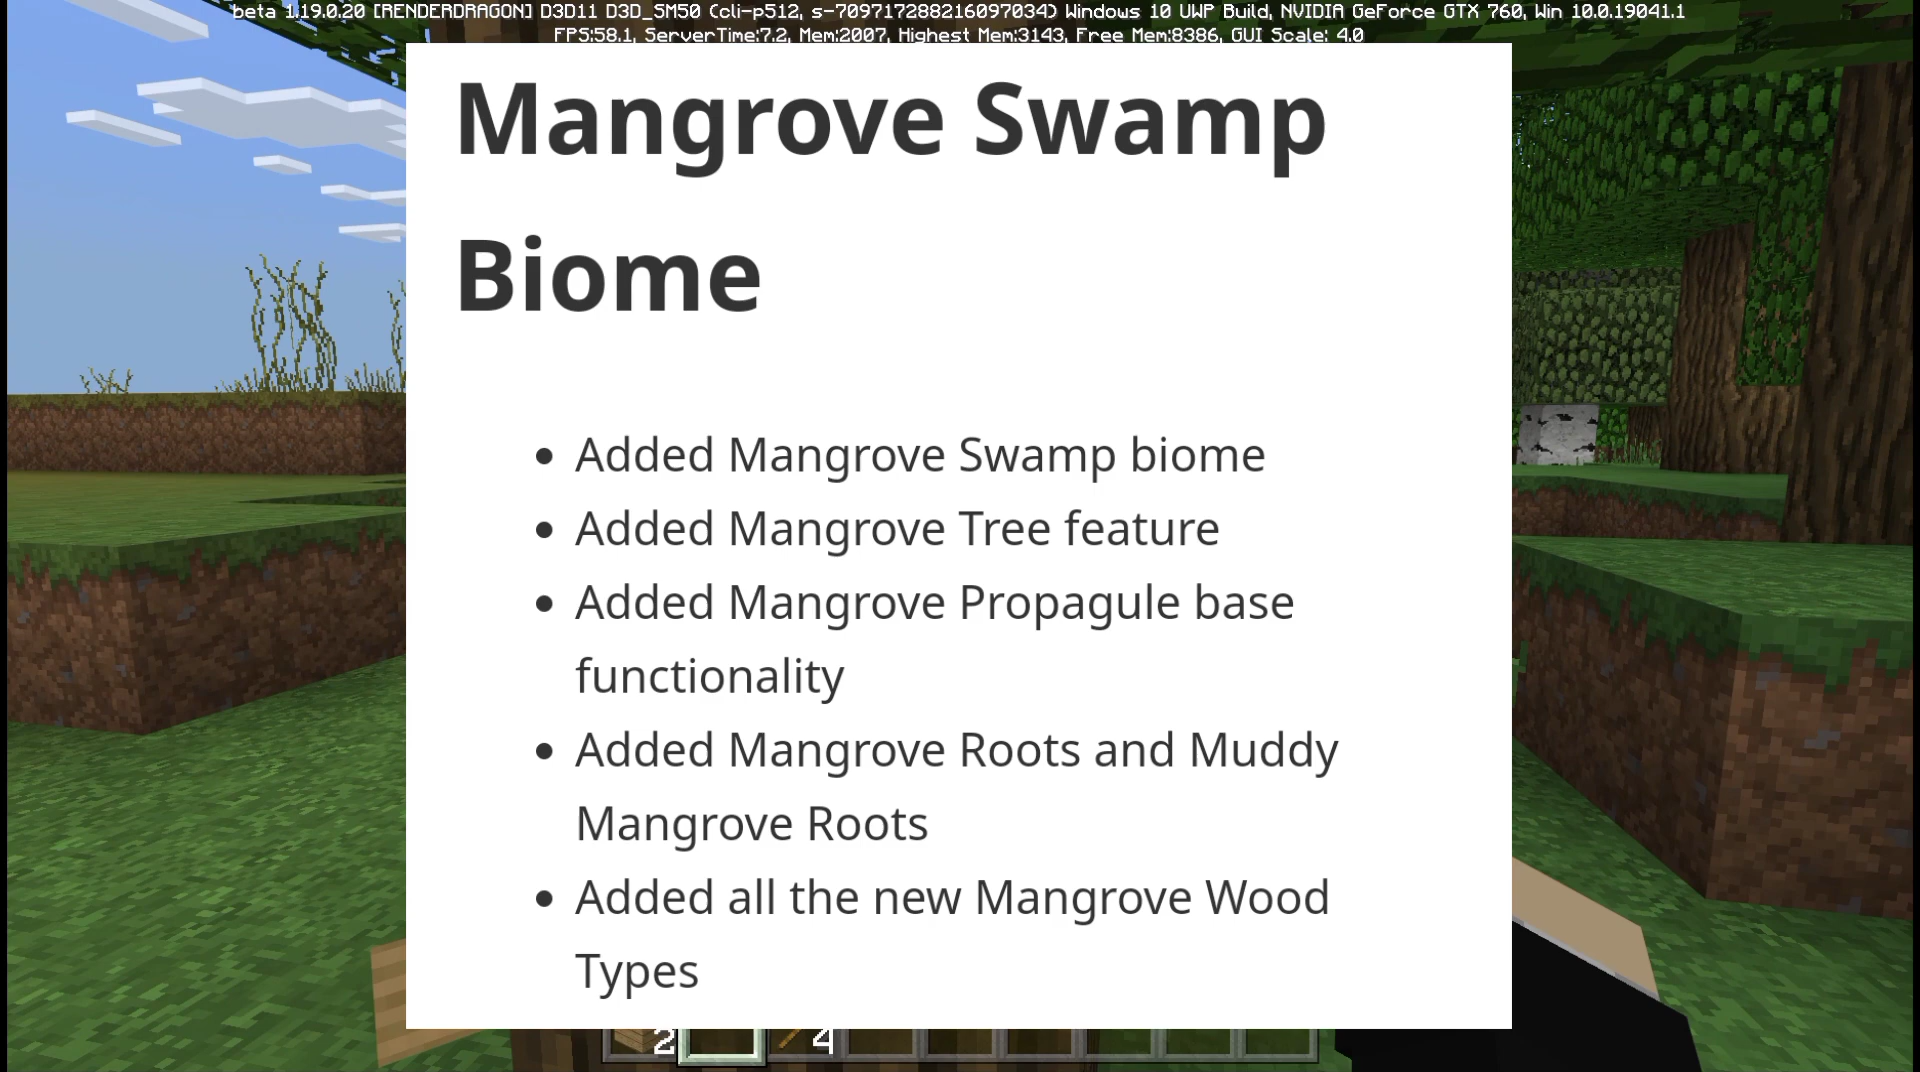 beta 1.19.0.20 [RENDERDRAGON] D3D11 D3D_SM50 (cli-p512, s-709717288216097034) Windows 10 UWP Build, NVIDIA GeForce GTX 760, Win 10.0.19041.1
FPS:58.1, ServerTime:7.2, Mem:2007, Highest Mem:3143, Free Mem:8386, GUI Scale: 4.0
Mangrove Swamp
Biome
• Added Mangrove Swamp biome
• Added Mangrove Tree feature
• Added Mangrove Propagule base
functionality
• Added Mangrove Roots and Muddy
Mangrove Roots
• Added all the new Mangrove Wood
Types
2 4